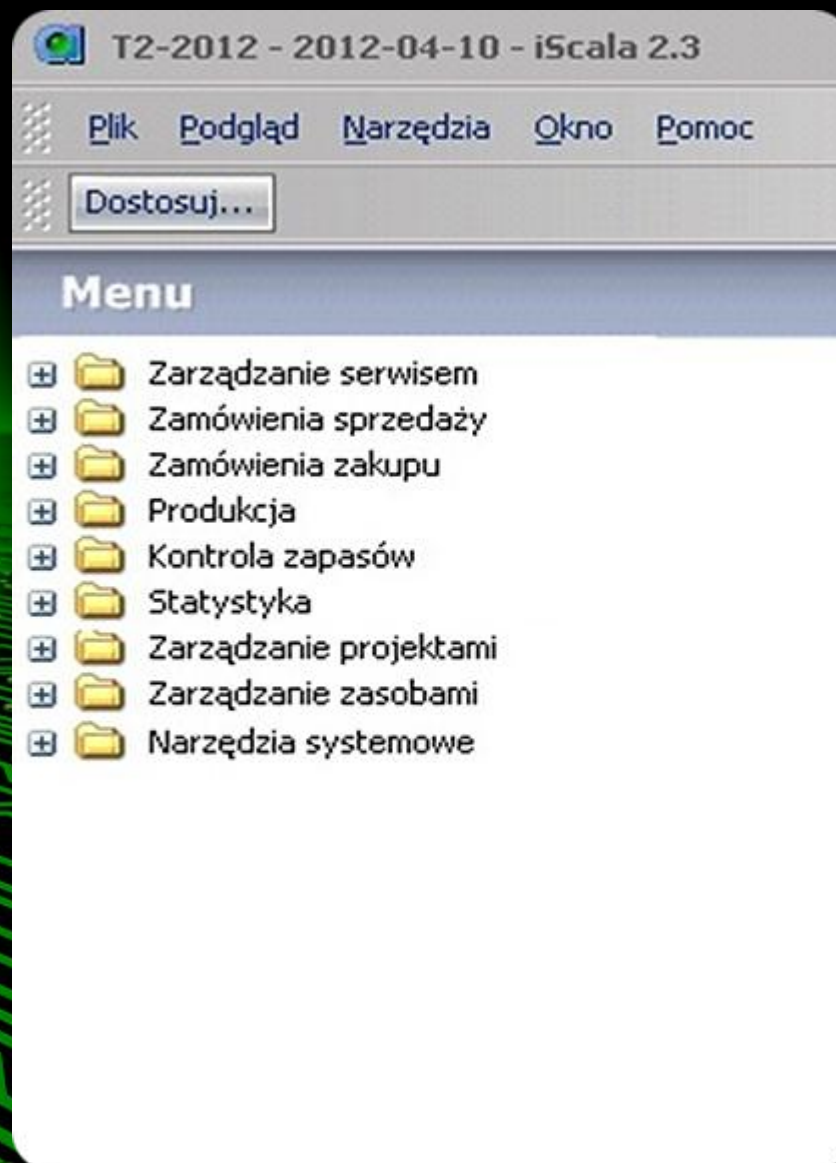 T2-2012 - 2012-04-10 - iScala 2.3
Plik Podgląd Narzędzia Okno Pomoc
Dostosuj...
Menu
Zarządzanie serwisem
Zamówienia sprzedaży
Zamówienia zakupu
Produkcja
Kontrola zapasów
Statystyka
Zarządzanie projektami
Zarządzanie zasobami
Narzędzia systemowe